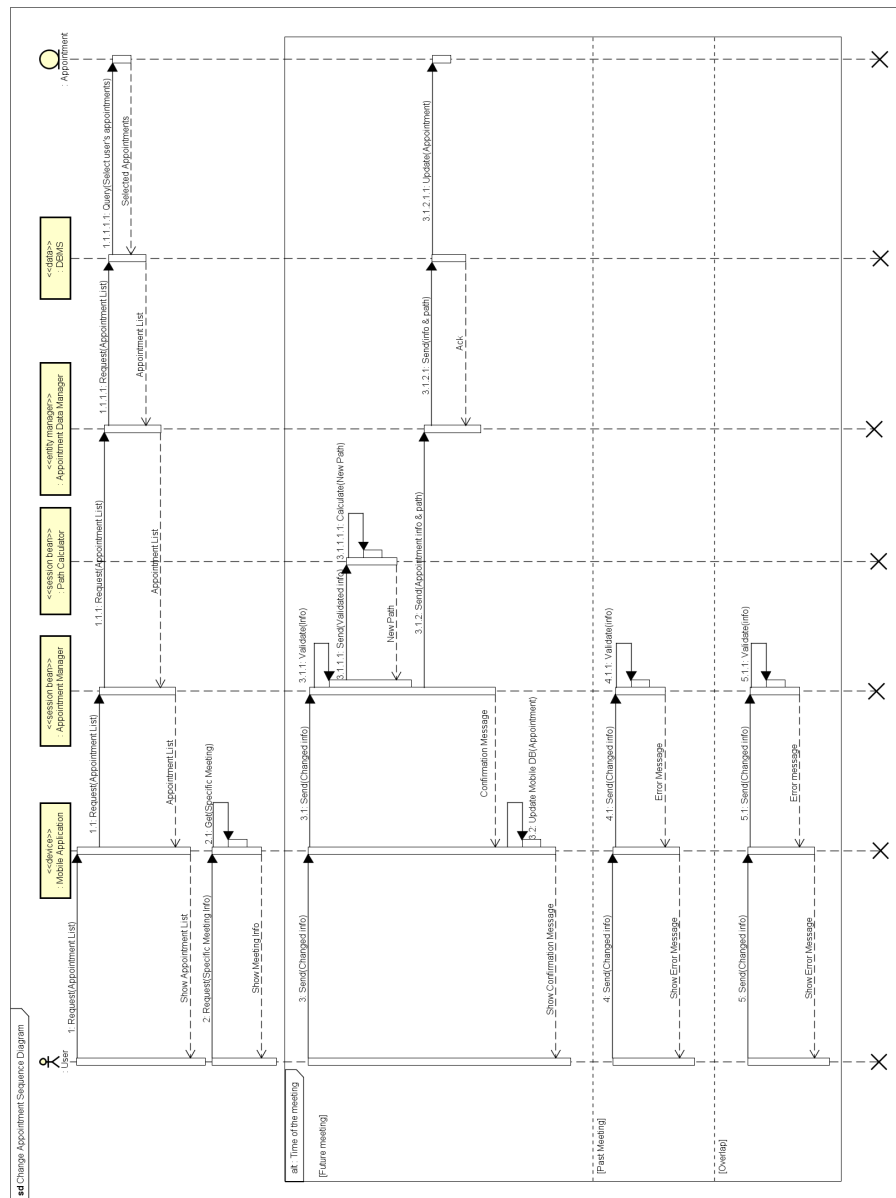 sd Change Appointment Sequence Diagram
: User
<<device>>
: Mobile Application
<<session bean>>
: Appointment Manager
<<session bean>>
: Path Calculator
<<entity manager>>
: Appointment Data Manager
<<data>>
: DBMS
: Appointment
1: Request(Appointment List)
1.1: Request(Appointment List)
1.1.1: Request(Appointment List)
1.1.1.1: Request(Appointment List)
1.1.1.1.1: Query(Select user's appointments)
Selected Appointments
Appointment List
Appointment List
Appointment List
Show Appointment List
2: Request(Specific Meeting Info)
2.1: Get(Specific Meeting)
Show Meeting Info
alt : Time of the meeting
[Future meeting]
3: Send(Changed info)
3.1: Send(Changed info)
3.1.1: Validate(Info)
3.1.1.1: Send(Validated info)
3.1.1.1.1: Calculate(New Path)
New Path
3.1.2: Send(Appointment info & path)
3.1.2.1: Send(info & path)
3.1.2.1.1: Update(Appointment)
Ack
Confirmation Message
3.2: Update Mobile DB(Appointment)
Show Confirmation Message
[Past Meeting]
4: Send(Changed info)
4.1: Send(Changed info)
4.1.1: Validate(info)
Error Message
Show Error Message
[Overlap]
5: Send(Changed info)
5.1: Send(Changed info)
5.1.1: Validate(info)
Error message
Show Error Message